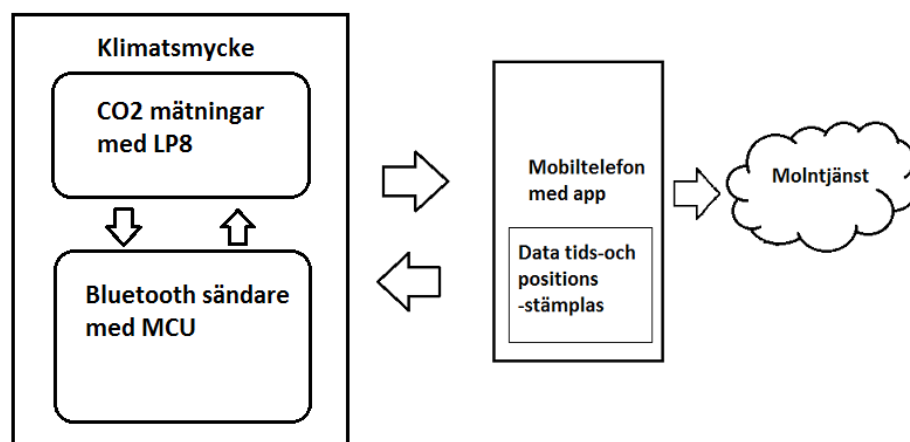 Klimatsmycke
CO2 mätningar
med LP8
Bluetooth sändare
med MCU
Mobiltelefon
med app
Data tids-och
positions
-stämplas
Molntjänst